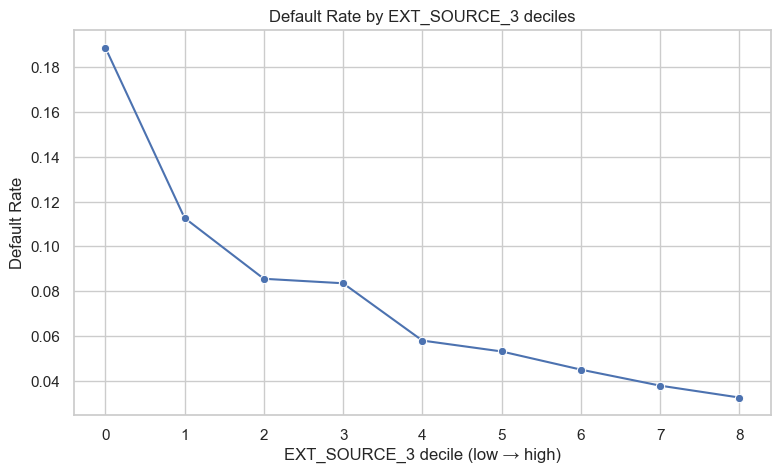 Default Rate by EXT_SOURCE_3 deciles
Default Rate
0.18
0.16
0.14
0.12
0.10
0.08
0.06
0.04
0 1 2 3 4 5 6 7 8
EXT_SOURCE_3 decile (low → high)